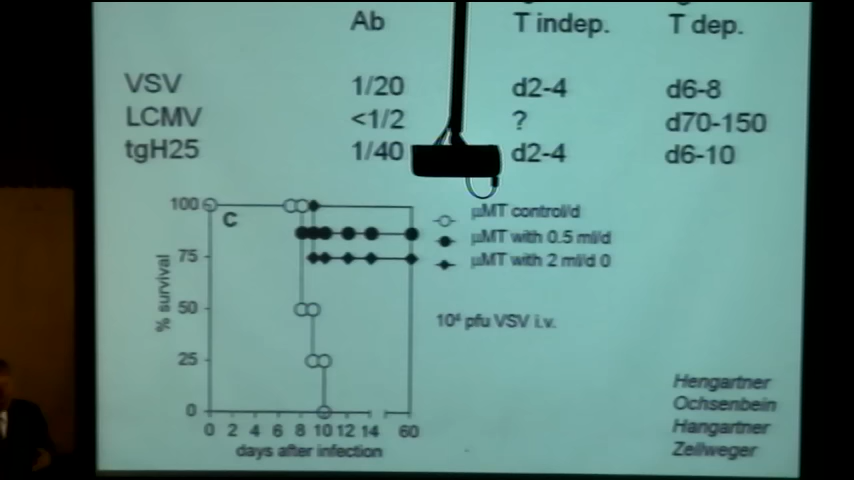 Ab T indep. T dep.
VSV 1/20 d2-4 d6-8
LCMV <1/2 ? d70-150
tgH25 1/40 d2-4 d6-10
C
% survival
100
75
50
25
0
0 2 4 6 8 10 12 14 60
days after infection
µMT control/d
µMT with 0.5 ml/d
µMT with 2 ml/d 0
10⁴ pfu VSV i.v.
Hengartner
Ochsenbein
Hangartner
Zellweger